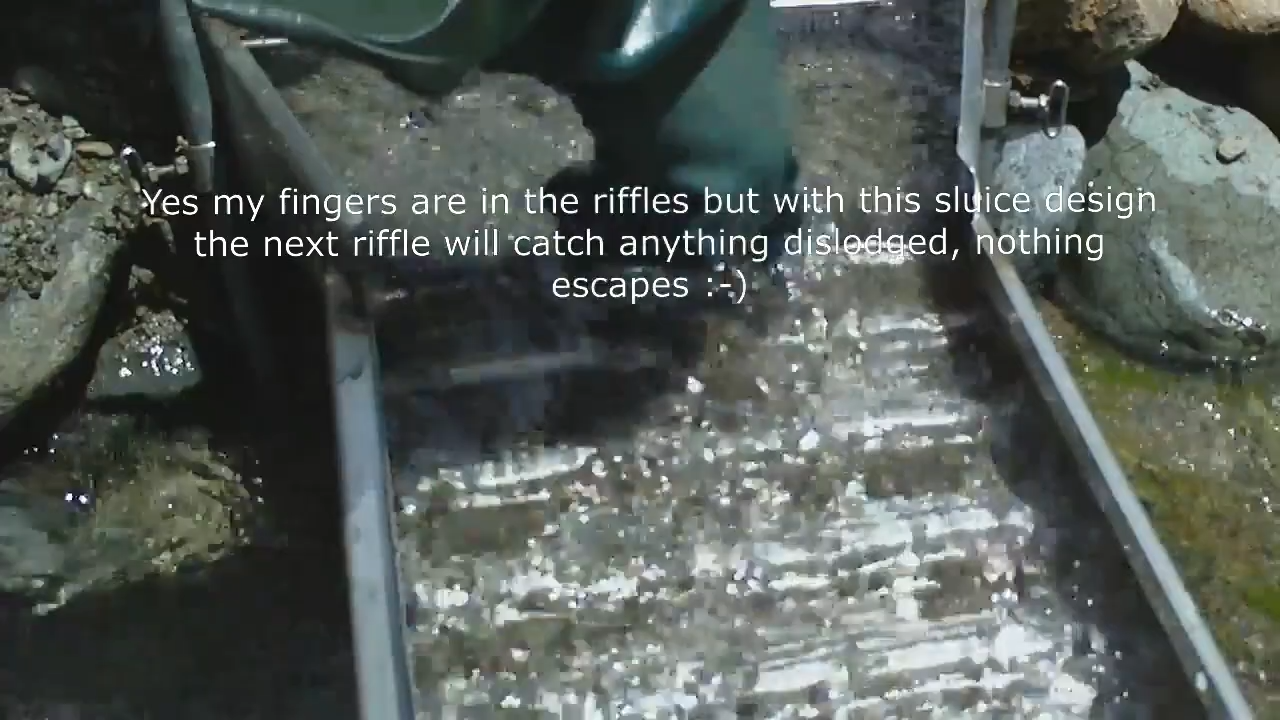 Yes my fingers are in the riffles but with this sluice design
the next riffle will catch anything dislodged, nothing
escapes :-)